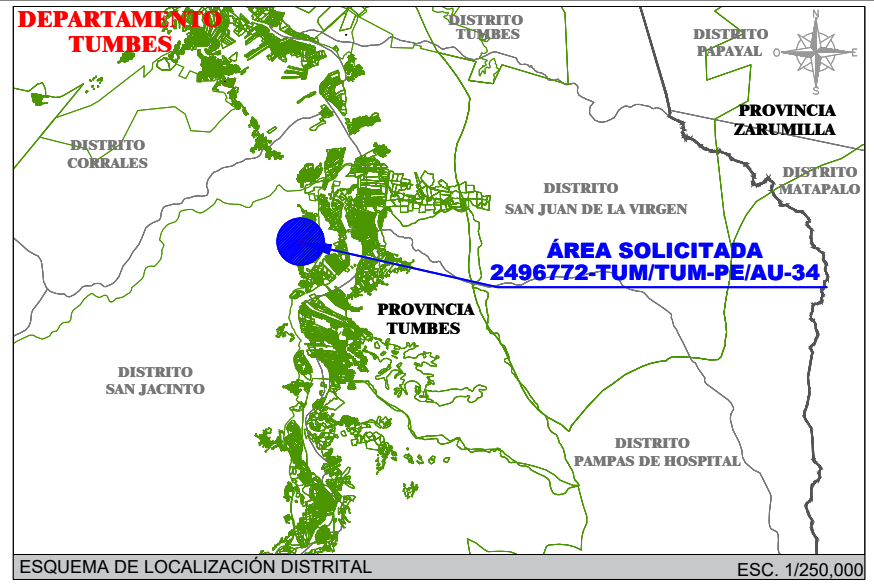 DEPARTAMENTO
TUMBES
DISTRITO
TUMBES
DISTRITO
PAPAYAL
N
O
E
S
PROVINCIA
ZARUMILLA
DISTRITO
CORRALES
DISTRITO
MATAPALO
DISTRITO
SAN JUAN DE LA VIRGEN
ÁREA SOLICITADA
2496772-TUM/TUM-PE/AU-34
PROVINCIA
TUMBES
DISTRITO
SAN JACINTO
DISTRITO
PAMPAS DE HOSPITAL
ESQUEMA DE LOCALIZACIÓN DISTRITAL
ESC. 1/250,000